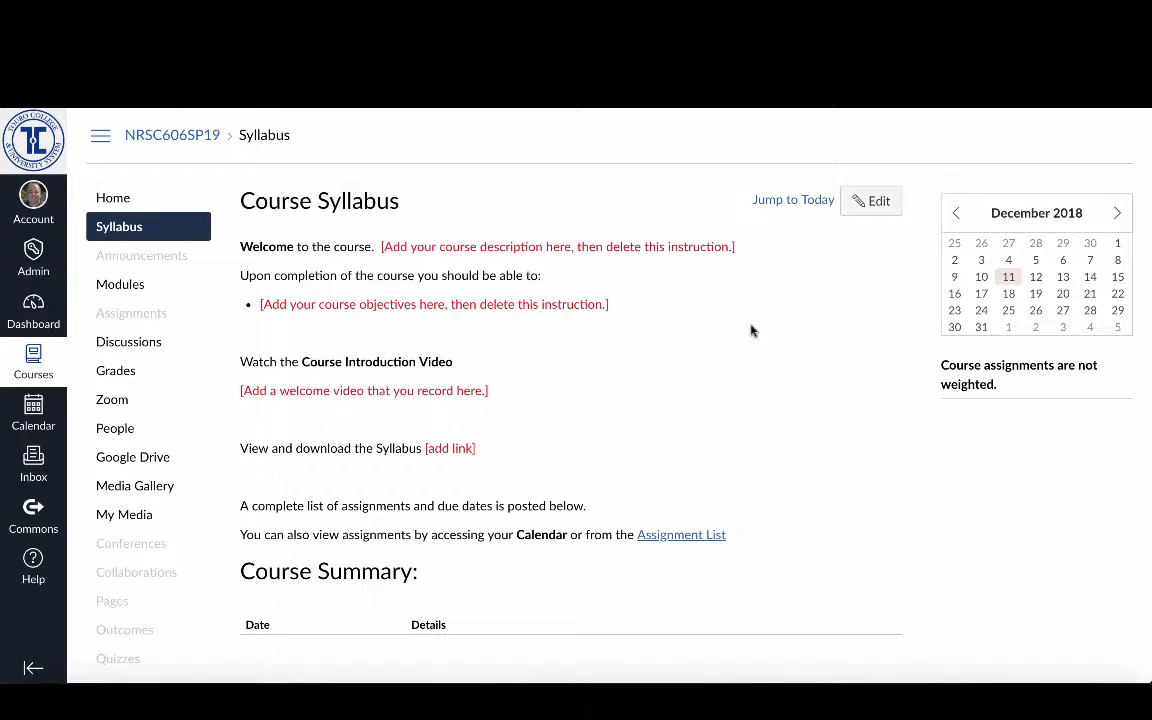 TOURO COLLEGE & UNIVERSITY SYSTEM
NRSC606SP19 > Syllabus
Account
Admin
Dashboard
Courses
Calendar
Inbox
Commons
Help
Home
Syllabus
Announcements
Modules
Assignments
Discussions
Grades
Zoom
People
Google Drive
Media Gallery
My Media
Conferences
Collaborations
Pages
Outcomes
Quizzes
Course Syllabus
Jump to Today
Edit
Welcome to the course. [Add your course description here, then delete this instruction.]
Upon completion of the course you should be able to:
• [Add your course objectives here, then delete this instruction.]
Watch the Course Introduction Video
[Add a welcome video that you record here.]
View and download the Syllabus [add link]
A complete list of assignments and due dates is posted below.
You can also view assignments by accessing your Calendar or from the Assignment List
Course Summary:
Date Details
December 2018
25 26 27 28 29 30 1
2 3 4 5 6 7 8
9 10 11 12 13 14 15
16 17 18 19 20 21 22
23 24 25 26 27 28 29
30 31 1 2 3 4 5
Course assignments are not
weighted.